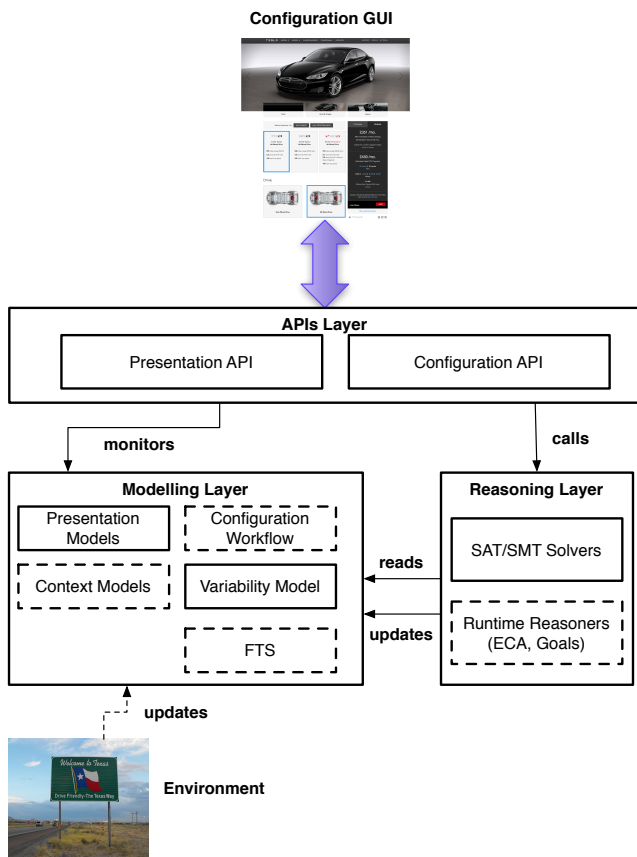 Configuration GUI
TESLA
Drive
APIs Layer
Presentation API
Configuration API
monitors
calls
Modelling Layer
Reasoning Layer
Presentation
Models
Configuration
Workflow
SAT/SMT Solvers
reads
Context Models
Variability Model
updates
Runtime Reasoners
(ECA, Goals)
FTS
updates
Welcome to Texas
Drive Friendly-The Texas Way
Environment